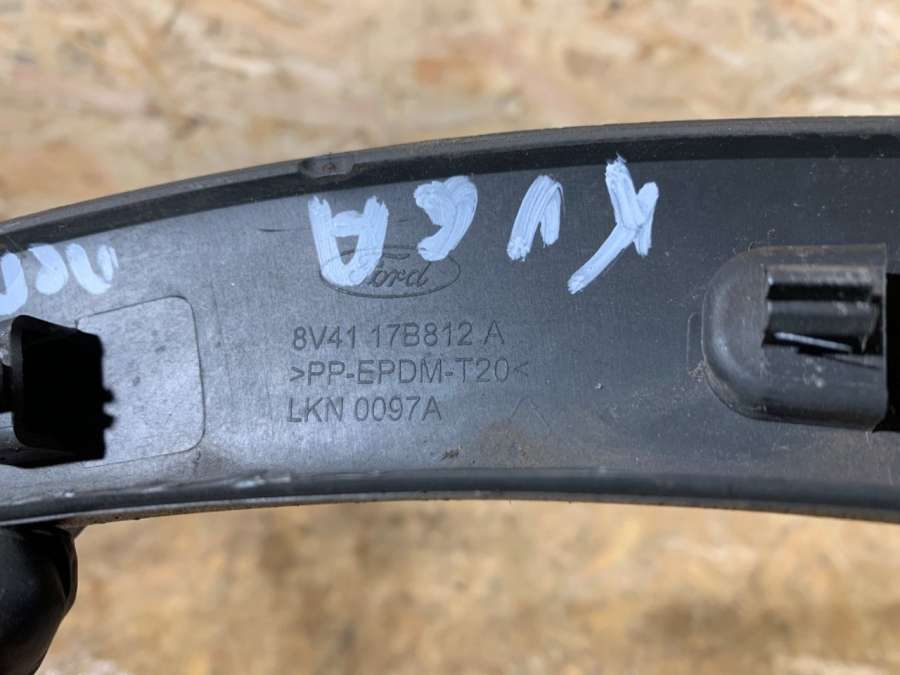 KUGA
Ford
8V41 17B812 A
>PP-EPDM-T20<
LKN 0097A